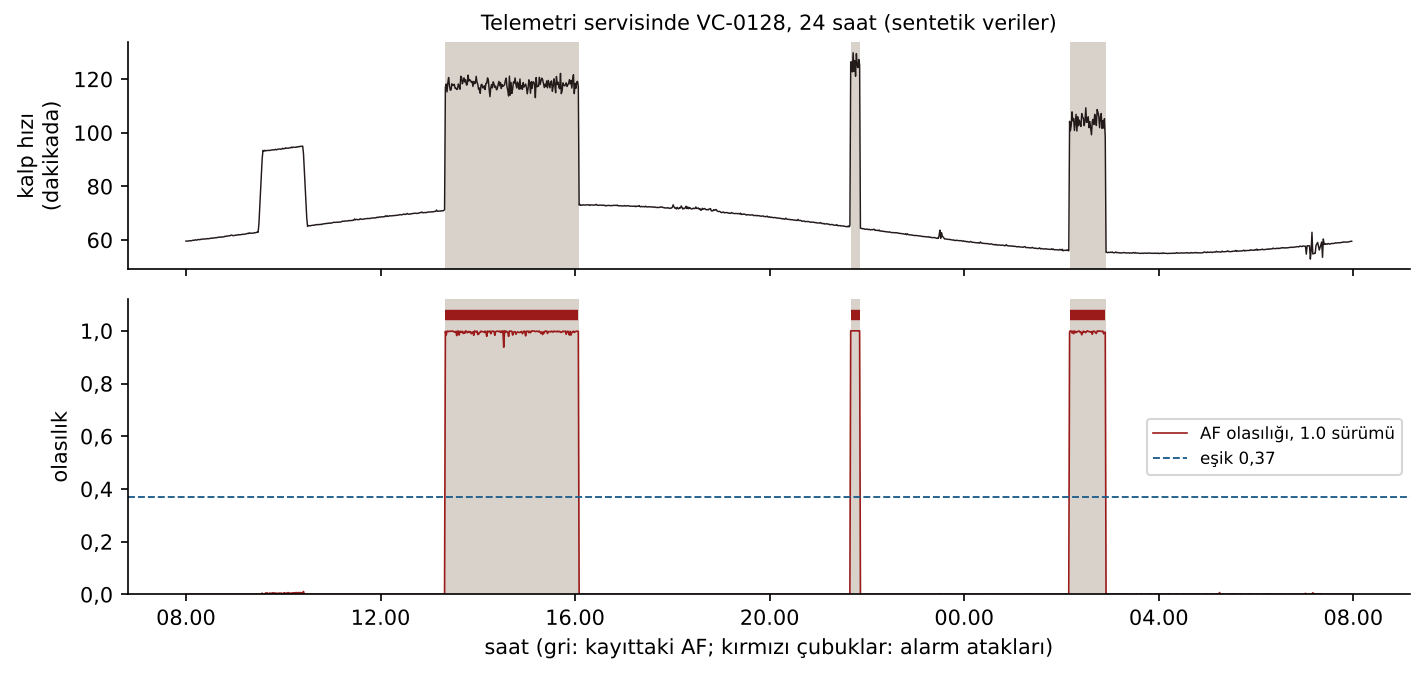 Telemetri servisinde VC-0128, 24 saat (sentetik veriler)
kalp hızı
(dakikada)
120
100
80
60
olasılık
1,0
0,8
0,6
0,4
0,2
0,0
AF olasılığı, 1.0 sürümü
eşik 0,37
08.00
12.00
16.00
20.00
00.00
04.00
08.00
saat (gri: kayıttaki AF; kırmızı çubuklar: alarm atakları)